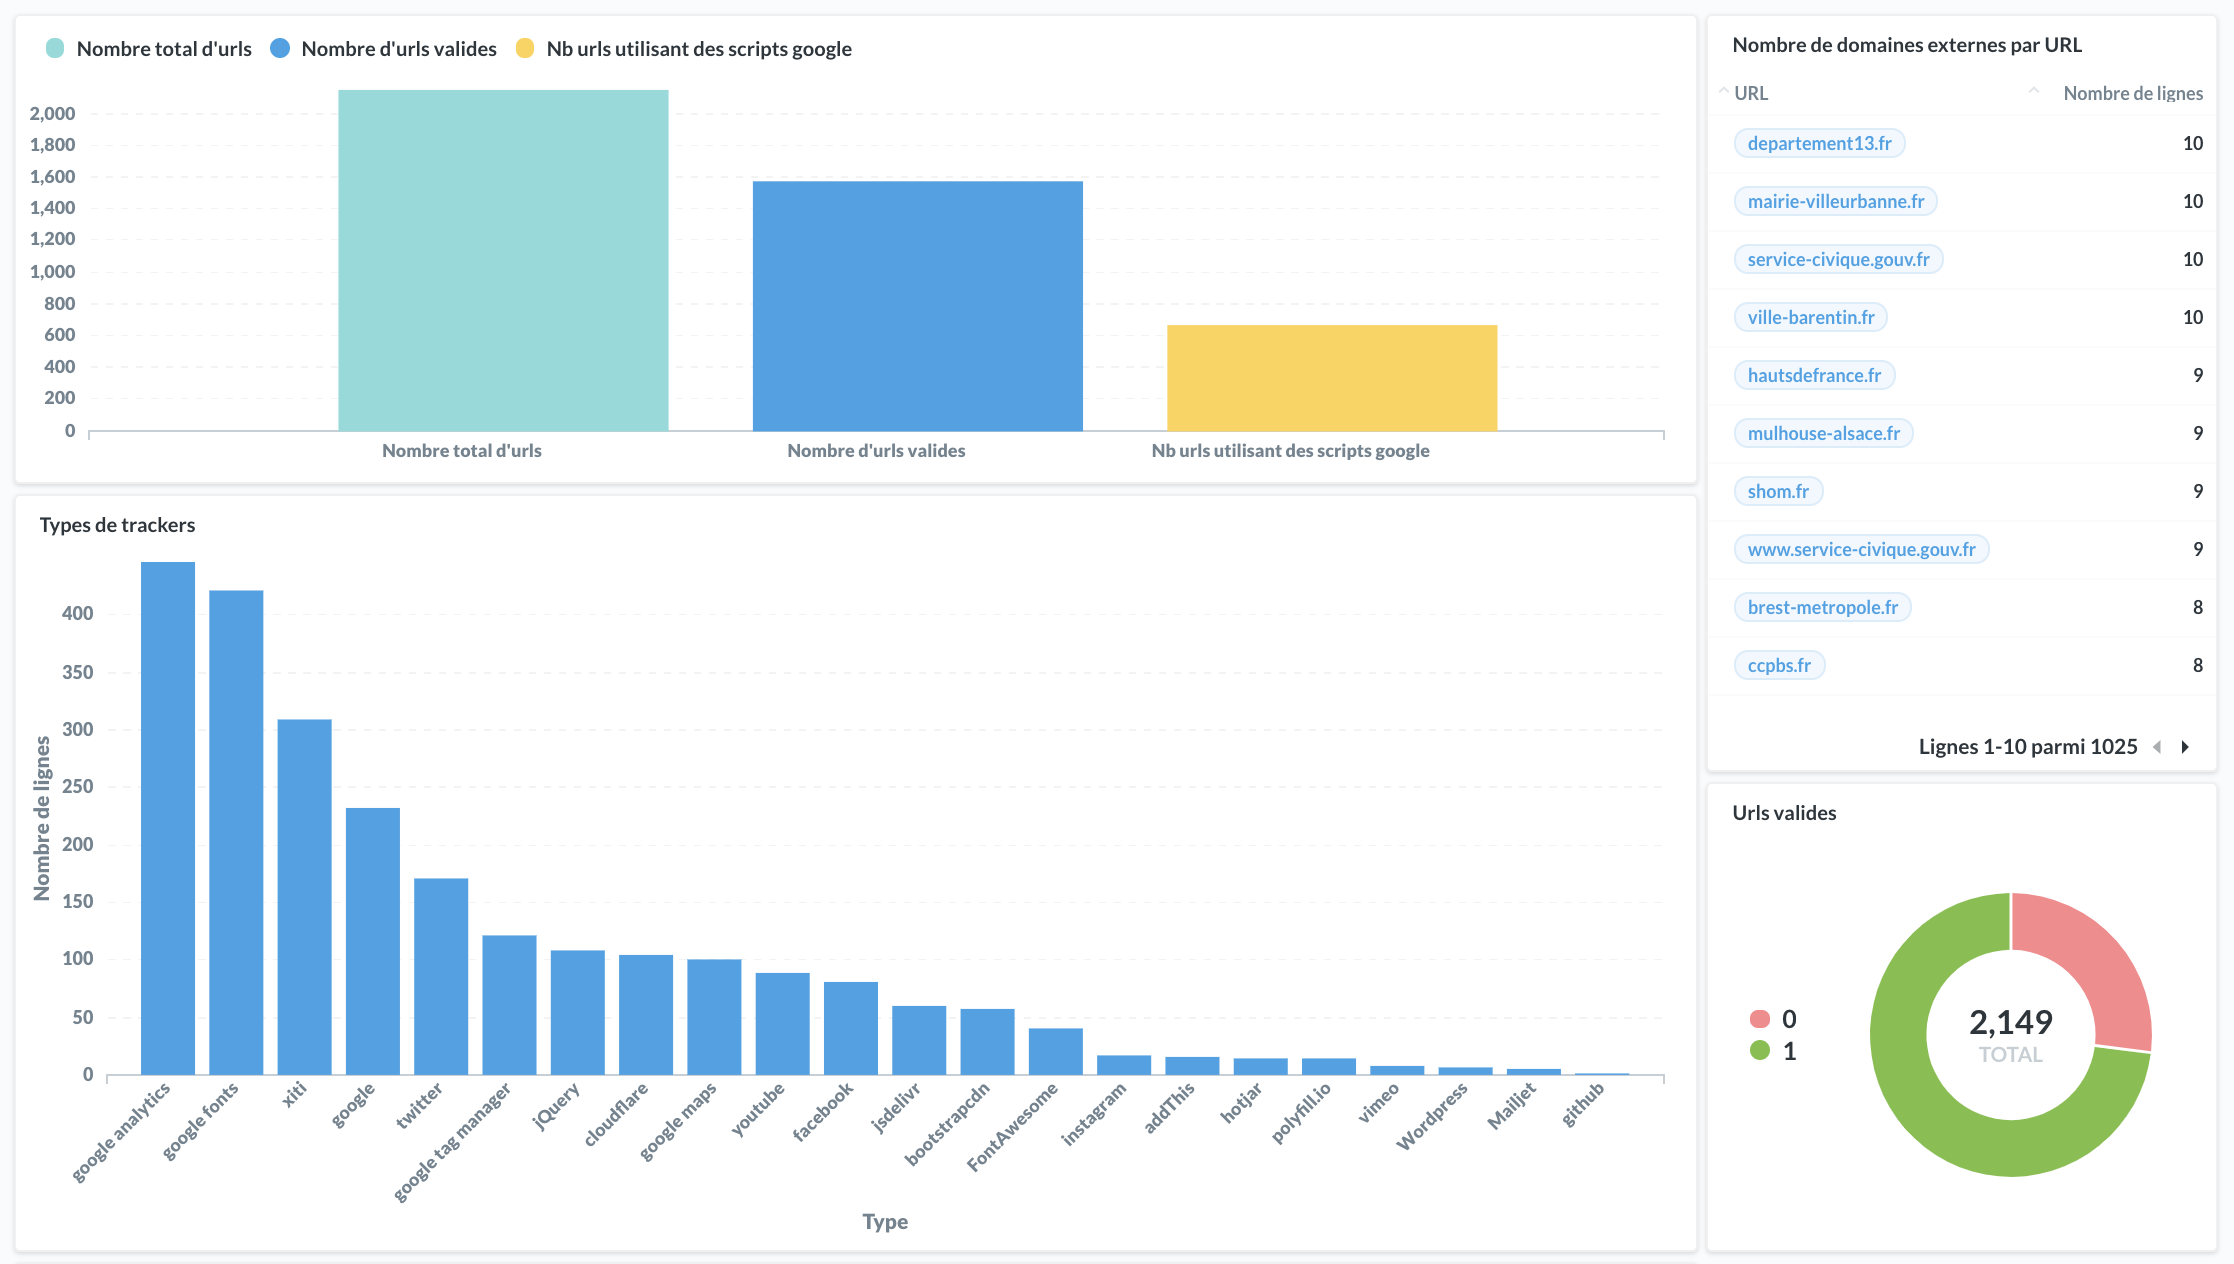 Nombre total d'urls Nombre d'urls valides Nb urls utilisant des scripts google
2,000
1,800
1,600
1,400
1,200
1,000
800
600
400
200
0
Nombre total d'urls Nombre d'urls valides Nb urls utilisant des scripts google
Types de trackers
Nombre de lignes
400
350
300
250
200
150
100
50
0
google analytics
google fonts
xiti
google
twitter
google tag manager
jQuery
cloudflare
google maps
youtube
facebook
jsdelivr
bootstrapcdn
FontAwesome
instagram
addThis
hotjar
polyfill.io
vimeo
Wordpress
Mailjet
github
Type
Nombre de domaines externes par URL
URL Nombre de lignes
departement13.fr 10
mairie-villeurbanne.fr 10
service-civique.gouv.fr 10
ville-barentin.fr 10
hautsdefrance.fr 9
mulhouse-alsace.fr 9
shom.fr 9
www.service-civique.gouv.fr 9
brest-metropole.fr 8
ccpbs.fr 8
Lignes 1-10 parmi 1025
Urls valides
0
1
2,149
TOTAL